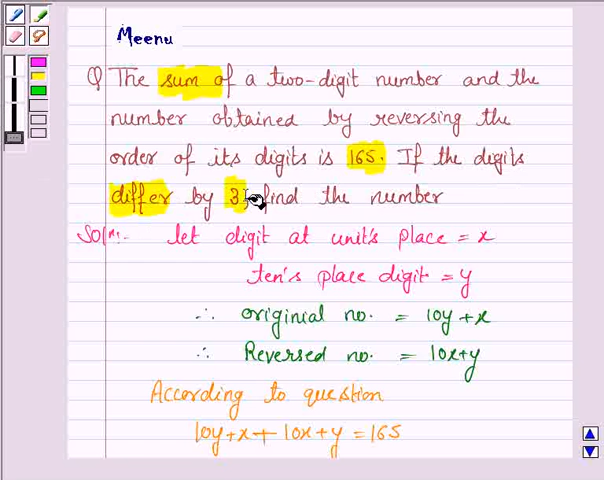 Meenu
Q The sum of a two-digit number and the
number obtained by reversing the
order of its digits is 165. If the digits
differ by 3, find the number
Soln:- let digit at unit's place = x
ten's place digit = y
∴ originial no. = 10y+x
∴ Reversed no. = 10x+y
According to question
10y+x+10x+y=165